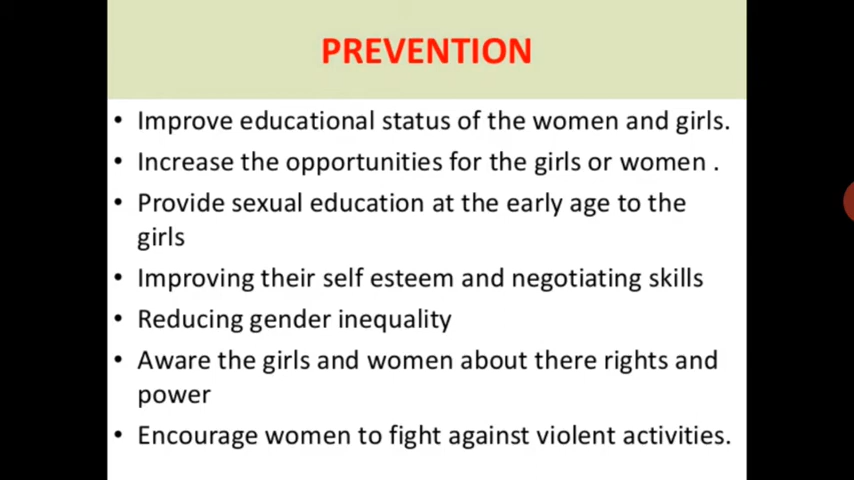 PREVENTION
• Improve educational status of the women and girls.
• Increase the opportunities for the girls or women .
• Provide sexual education at the early age to the
girls
• Improving their self esteem and negotiating skills
• Reducing gender inequality
• Aware the girls and women about there rights and
power
• Encourage women to fight against violent activities.